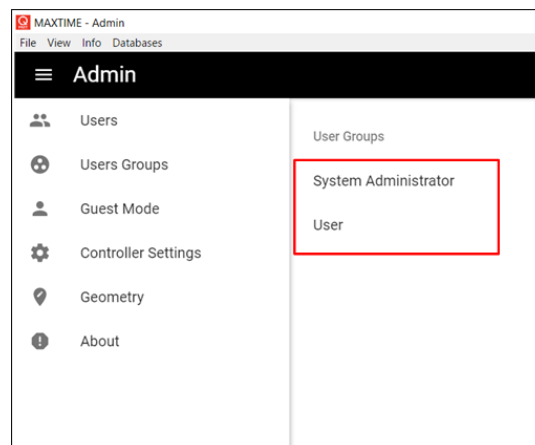 MAXTIME - Admin
File View Info Databases
Admin
Users
Users Groups
Guest Mode
Controller Settings
Geometry
About
User Groups
System Administrator
User